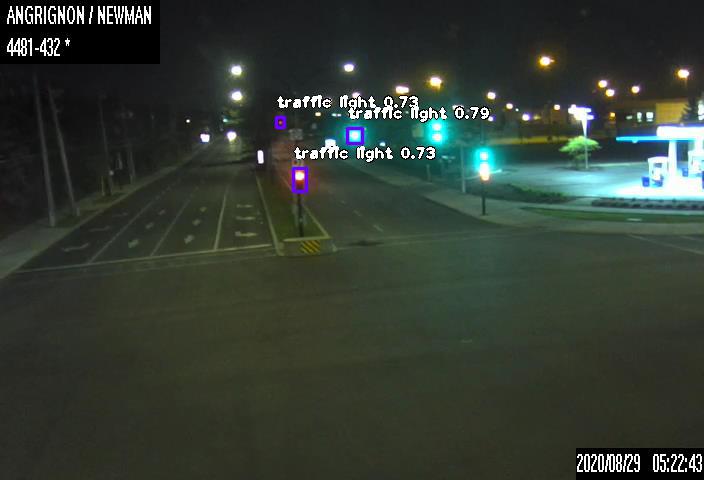 ANGRIGNON / NEWMAN
4481-432 *
traffic light 0.73
traffic light 0.79
traffic light 0.73
2020/08/29 05:22:43